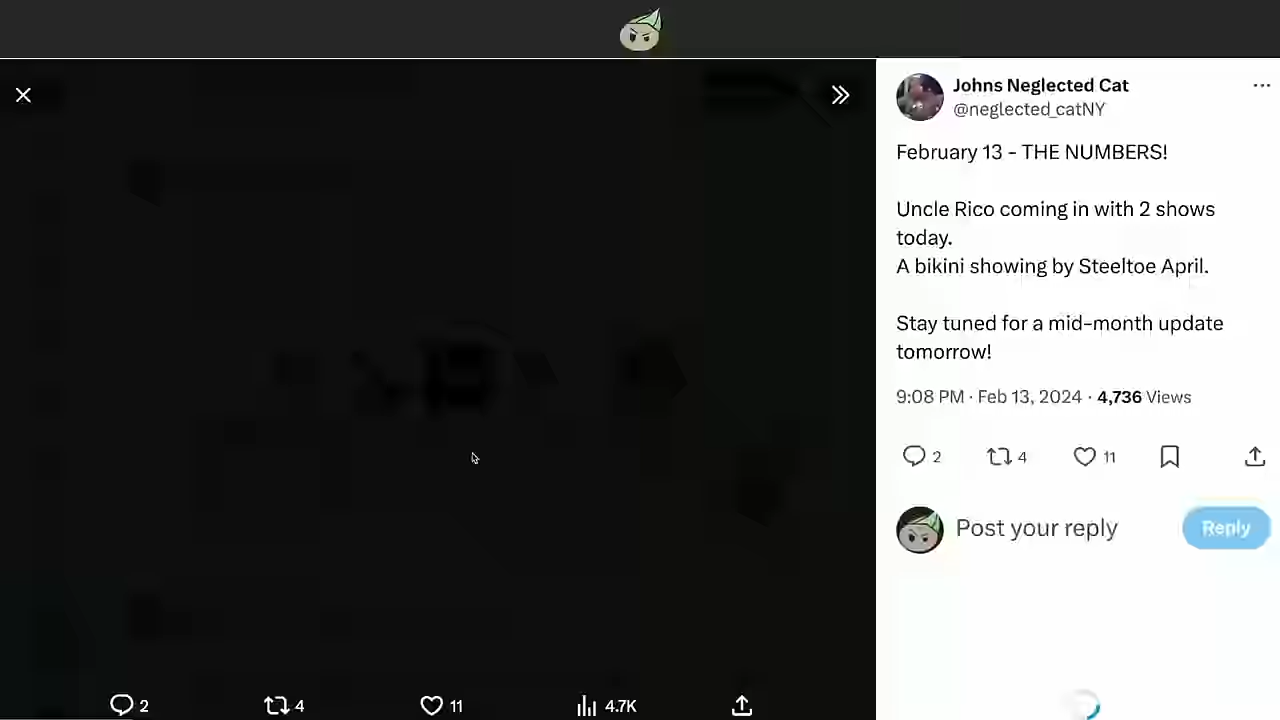 Johns Neglected Cat
@neglected_catNY
February 13 - THE NUMBERS!
Uncle Rico coming in with 2 shows
today.
A bikini showing by Steeltoe April.
Stay tuned for a mid-month update
tomorrow!
9:08 PM · Feb 13, 2024 · 4,736 Views
2 4 11
Post your reply Reply
2 4 11 4.7K